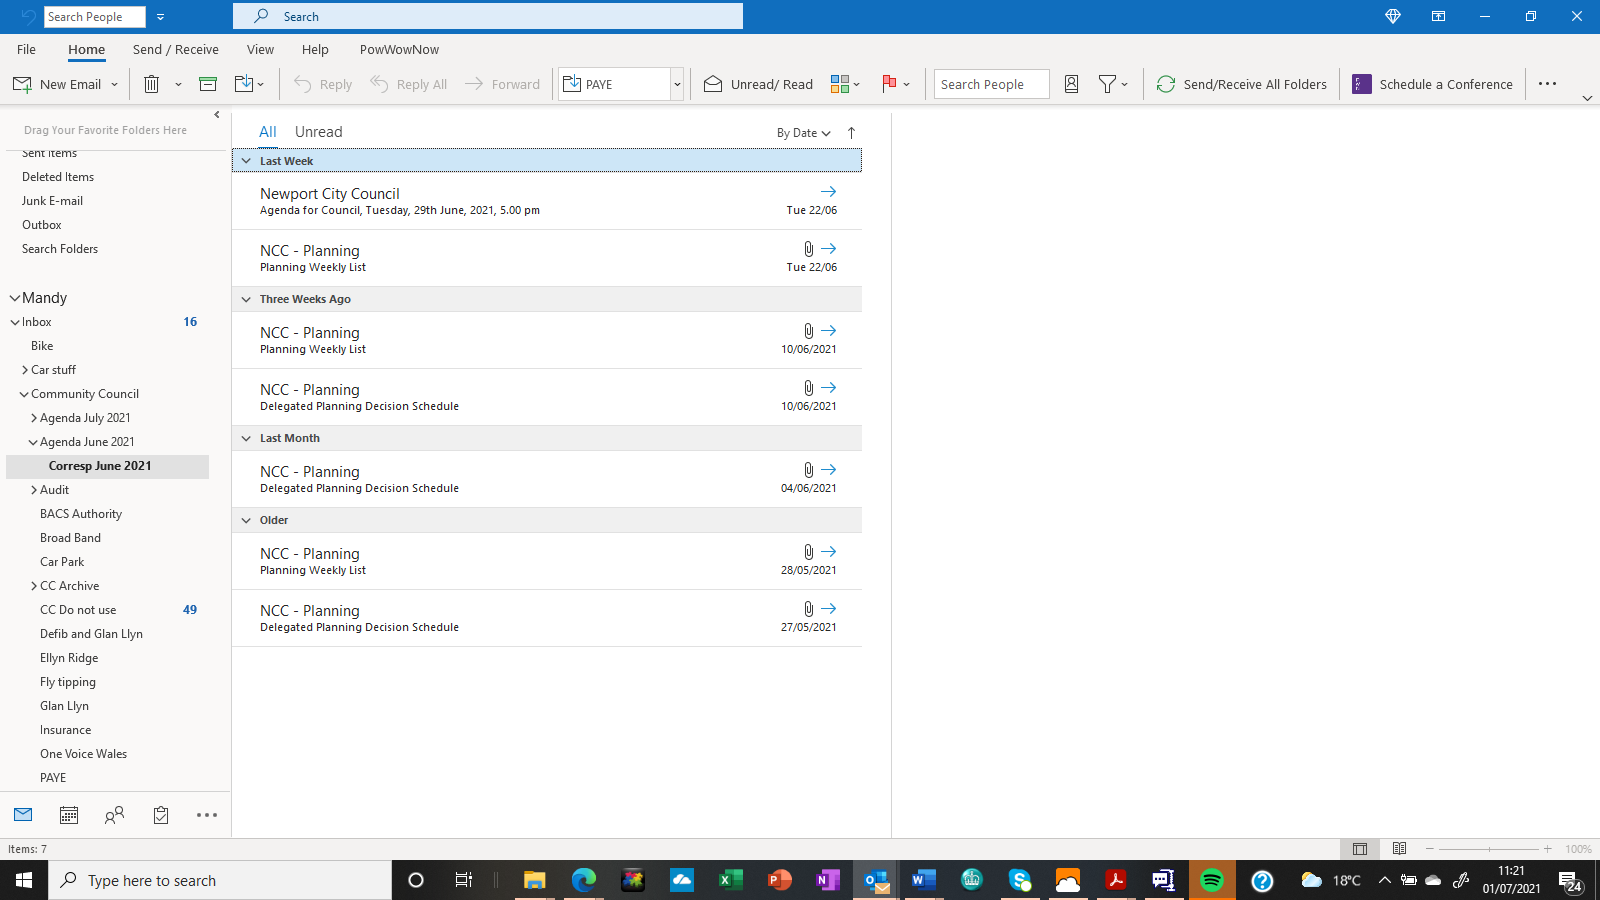 Search People
Search
File Home Send / Receive View Help PowWowNow
New Email Reply Reply All Forward PAYE Unread/ Read Search People Send/Receive All Folders Schedule a Conference
Drag Your Favorite Folders Here
Sent Items
Deleted Items
Junk E-mail
Outbox
Search Folders
Mandy
Inbox 16
Bike
Car stuff
Community Council
Agenda July 2021
Agenda June 2021
Corresp June 2021
Audit
BACS Authority
Broad Band
Car Park
CC Archive
CC Do not use 49
Defib and Glan Llyn
Ellyn Ridge
Fly tipping
Glan Llyn
Insurance
One Voice Wales
PAYE
All Unread By Date
Last Week
Newport City Council
Agenda for Council, Tuesday, 29th June, 2021, 5.00 pm Tue 22/06
NCC - Planning
Planning Weekly List Tue 22/06
Three Weeks Ago
NCC - Planning
Planning Weekly List 10/06/2021
NCC - Planning
Delegated Planning Decision Schedule 10/06/2021
Last Month
NCC - Planning
Delegated Planning Decision Schedule 04/06/2021
Older
NCC - Planning
Planning Weekly List 28/05/2021
NCC - Planning
Delegated Planning Decision Schedule 27/05/2021
Items: 7 100%
Type here to search
18°C
11:21
01/07/2021
24